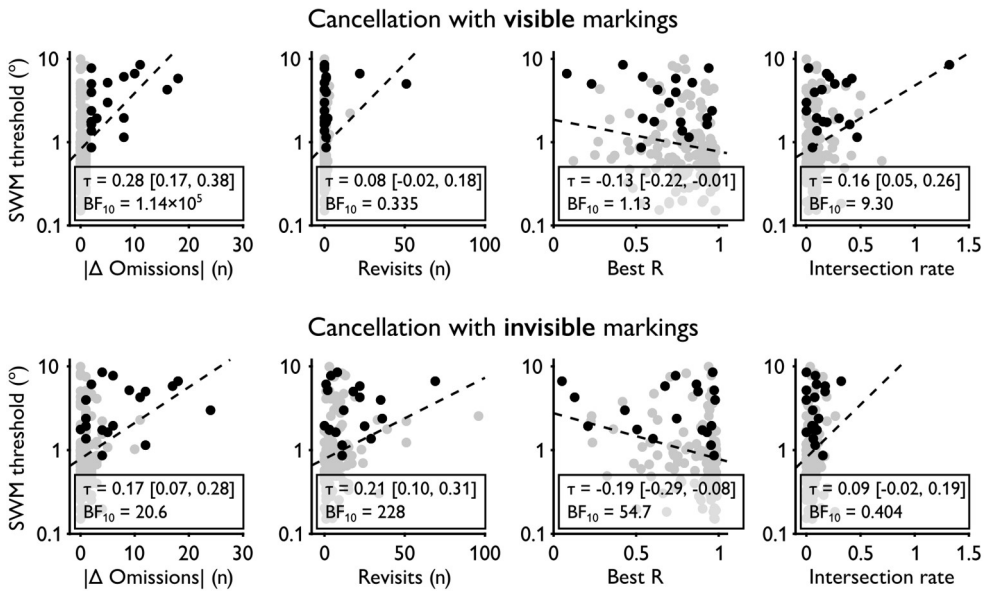 Cancellation with visible markings
SWM threshold (°)
10
1
0.1
τ = 0.28 [0.17, 0.38]
BF₁₀ = 1.14×10⁵
0 10 20 30
|Δ Omissions| (n)
τ = 0.08 [-0.02, 0.18]
BF₁₀ = 0.335
0 50 100
Revisits (n)
τ = -0.13 [-0.22, -0.01]
BF₁₀ = 1.13
0 0.5 1
Best R
τ = 0.16 [0.05, 0.26]
BF₁₀ = 9.30
0 0.5 1 1.5
Intersection rate
Cancellation with invisible markings
SWM threshold (°)
10
1
0.1
τ = 0.17 [0.07, 0.28]
BF₁₀ = 20.6
0 10 20 30
|Δ Omissions| (n)
τ = 0.21 [0.10, 0.31]
BF₁₀ = 228
0 50 100
Revisits (n)
τ = -0.19 [-0.29, -0.08]
BF₁₀ = 54.7
0 0.5 1
Best R
τ = 0.09 [-0.02, 0.19]
BF₁₀ = 0.404
0 0.5 1 1.5
Intersection rate